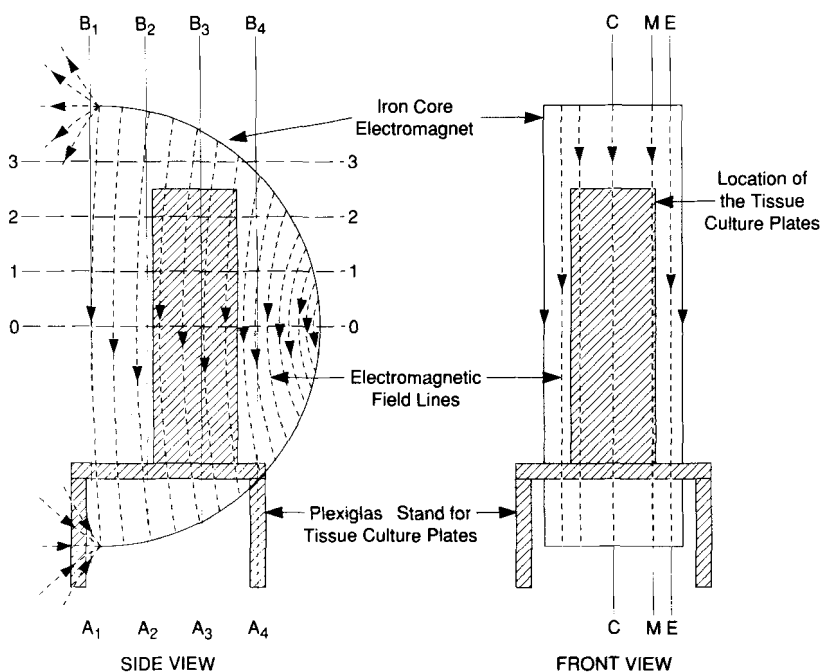 B1 B2 B3 B4
C M E
Iron Core
Electromagnet
3 3
2 2
1 1
0 0
Location of
the Tissue
Culture Plates
Electromagnetic
Field Lines
Plexiglas Stand for
Tissue Culture Plates
A1 A2 A3 A4
C M E
SIDE VIEW
FRONT VIEW